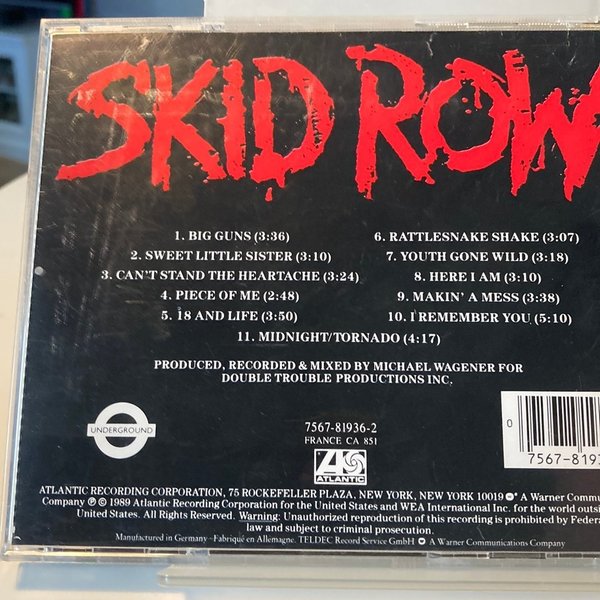 SKID ROW
1. BIG GUNS (3:36)
2. SWEET LITTLE SISTER (3:10)
3. CAN'T STAND THE HEARTACHE (3:24)
4. PIECE OF ME (2:48)
5. 18 AND LIFE (3:50)
6. RATTLESNAKE SHAKE (3:07)
7. YOUTH GONE WILD (3:18)
8. HERE I AM (3:10)
9. MAKIN' A MESS (3:38)
10. I REMEMBER YOU (5:10)
11. MIDNIGHT/TORNADO (4:17)
PRODUCED, RECORDED & MIXED BY MICHAEL WAGENER FOR
DOUBLE TROUBLE PRODUCTIONS INC.
UNDERGROUND
7567-81936-2
FRANCE CA 851
ATLANTIC
0
7567-8193
ATLANTIC RECORDING CORPORATION, 75 ROCKEFELLER PLAZA, NEW YORK, NEW YORK 10019 A Warner Commu
Company ℗ © 1989 Atlantic Recording Corporation for the United States and WEA International Inc. for the world outsi
United States. All Rights Reserved. Warning: Unauthorized reproduction of this recording is prohibited by Federa
law and subject to criminal prosecution.
Manufactured in Germany - Fabriqué en Allemagne. TELDEC Record Service GmbH A Warner Communications Company